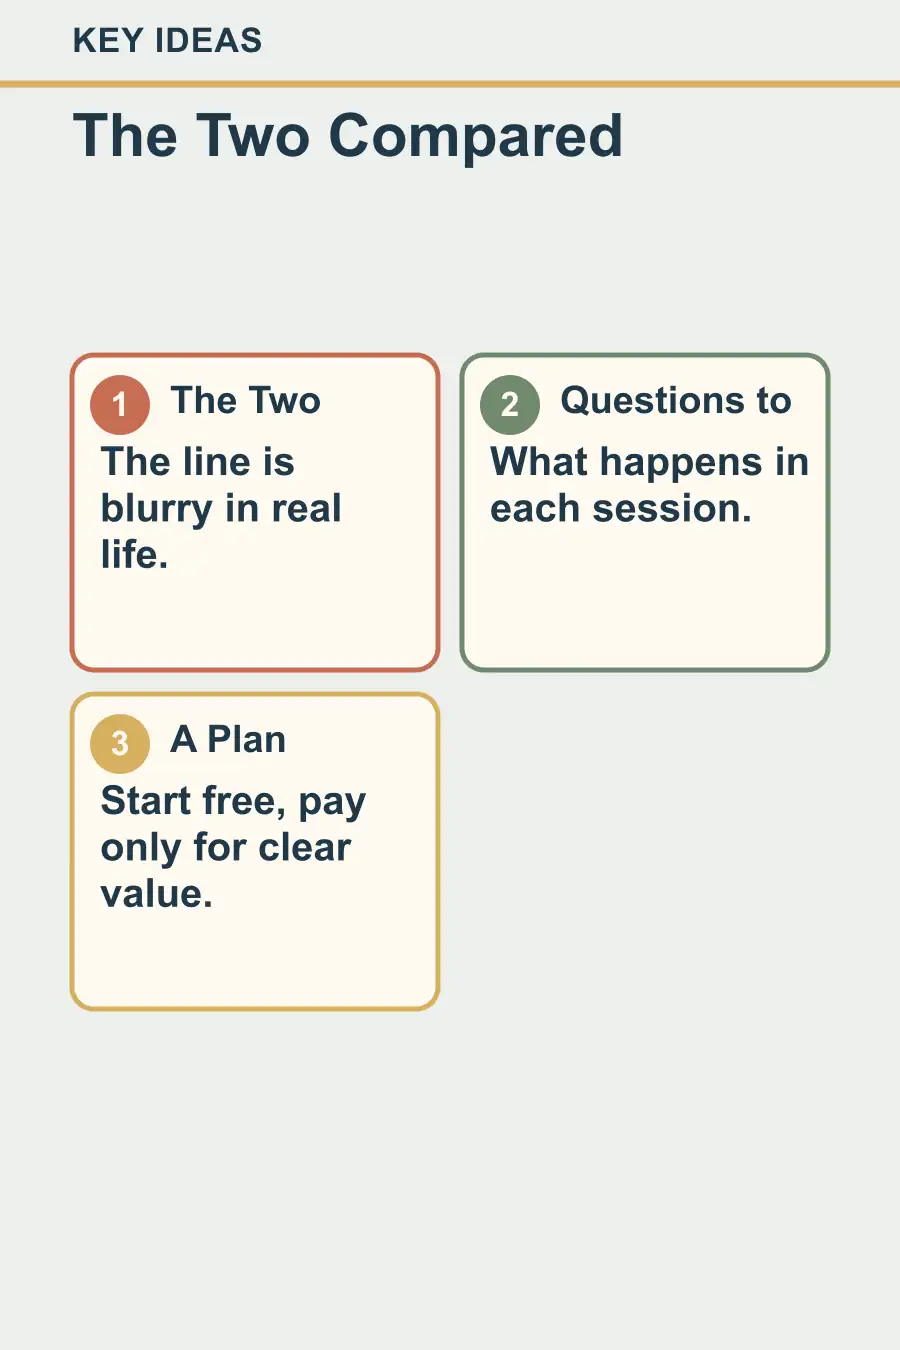 KEY IDEAS
The Two Compared
1 The Two
The line is
blurry in real
life.
2 Questions to
What happens in
each session.
3 A Plan
Start free, pay
only for clear
value.